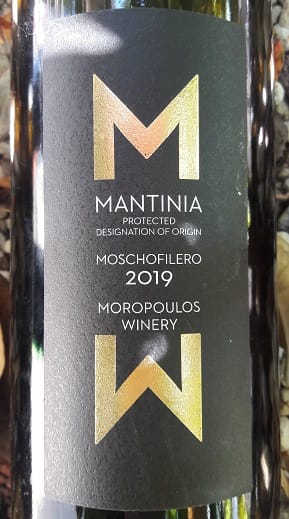 M
MANTINIA
PROTECTED
DESIGNATION OF ORIGIN
MOSCHOFILERO
2019
MOROPOULOS
WINERY
W